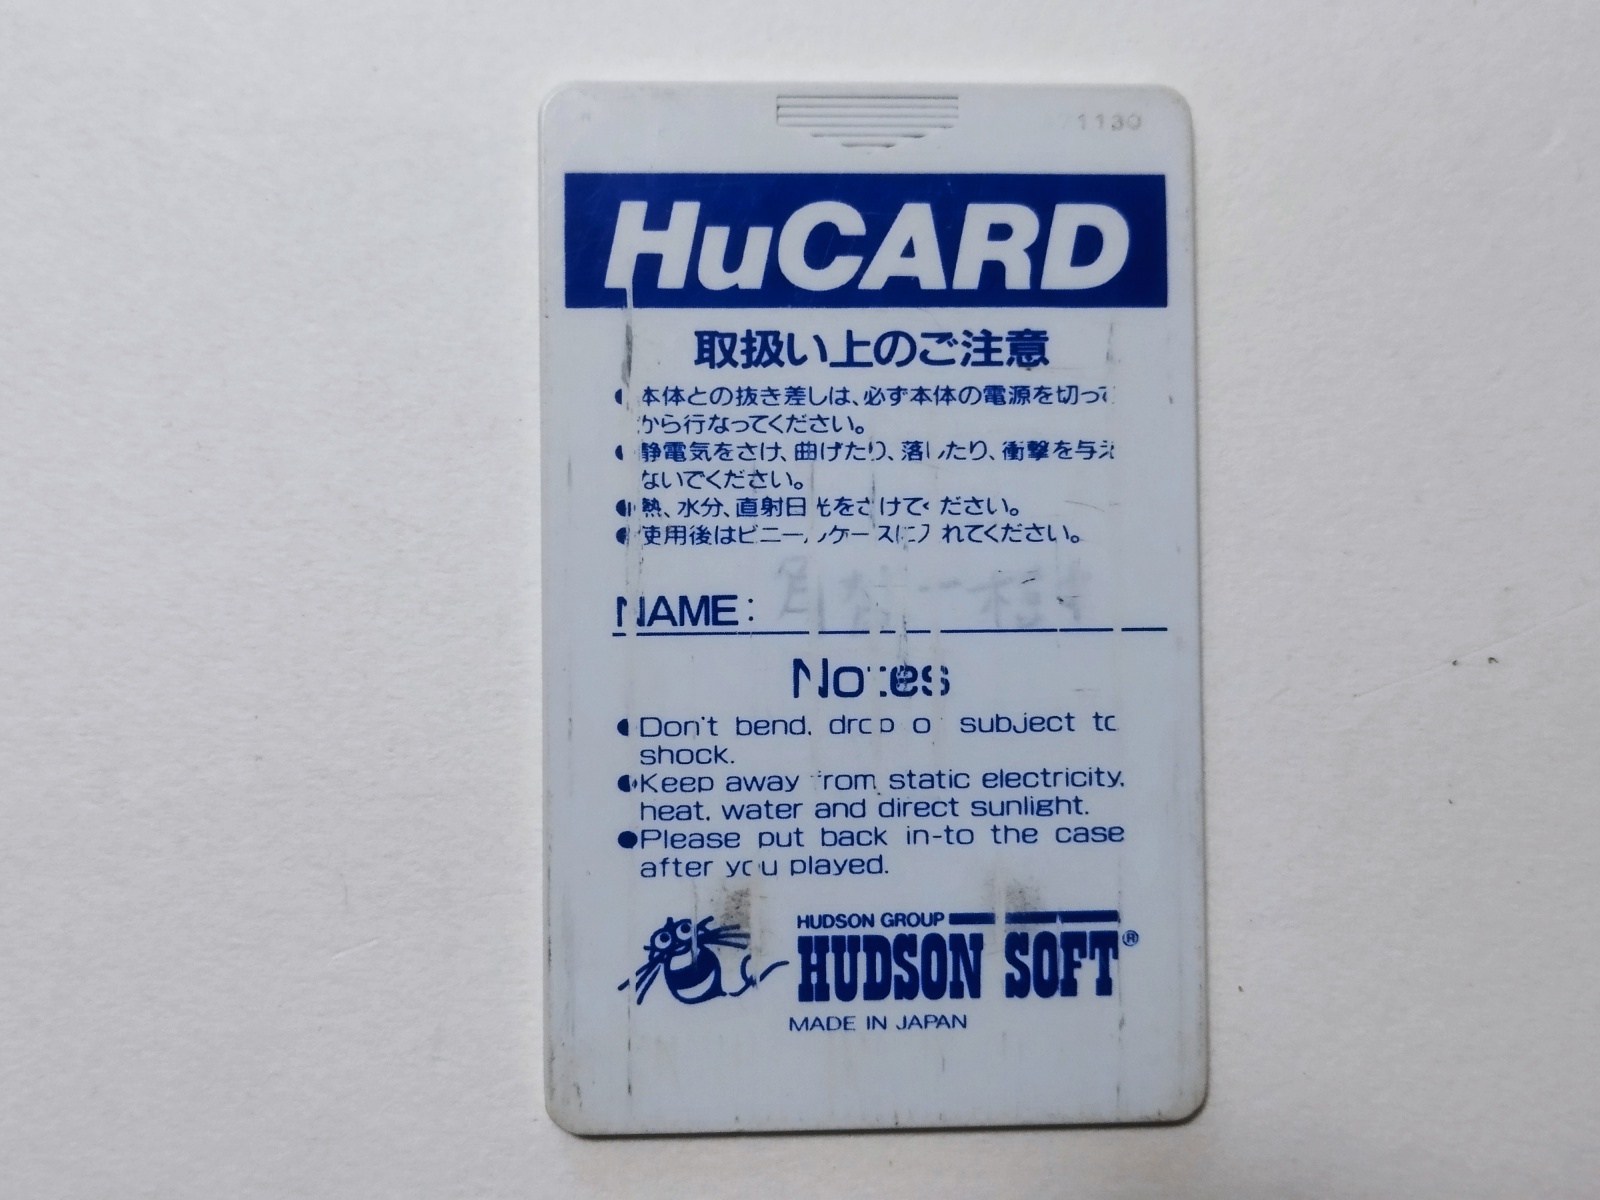 1130
HuCARD
取扱い上のご注意
●本体との抜き差しは、必ず本体の電源を切って
から行なってください。
●静電気をさけ、曲げたり、落したり、衝撃を与え
ないでください。
●熱、水分、直射日光をさけてください。
●使用後はビニールケースに入れてください。
NAME:
Notes
●Don't bend, drop or subject to
shock.
●Keep away from static electricity,
heat, water and direct sunlight.
●Please put back in-to the case
after you played.
HUDSON GROUP
HUDSON SOFT®
MADE IN JAPAN